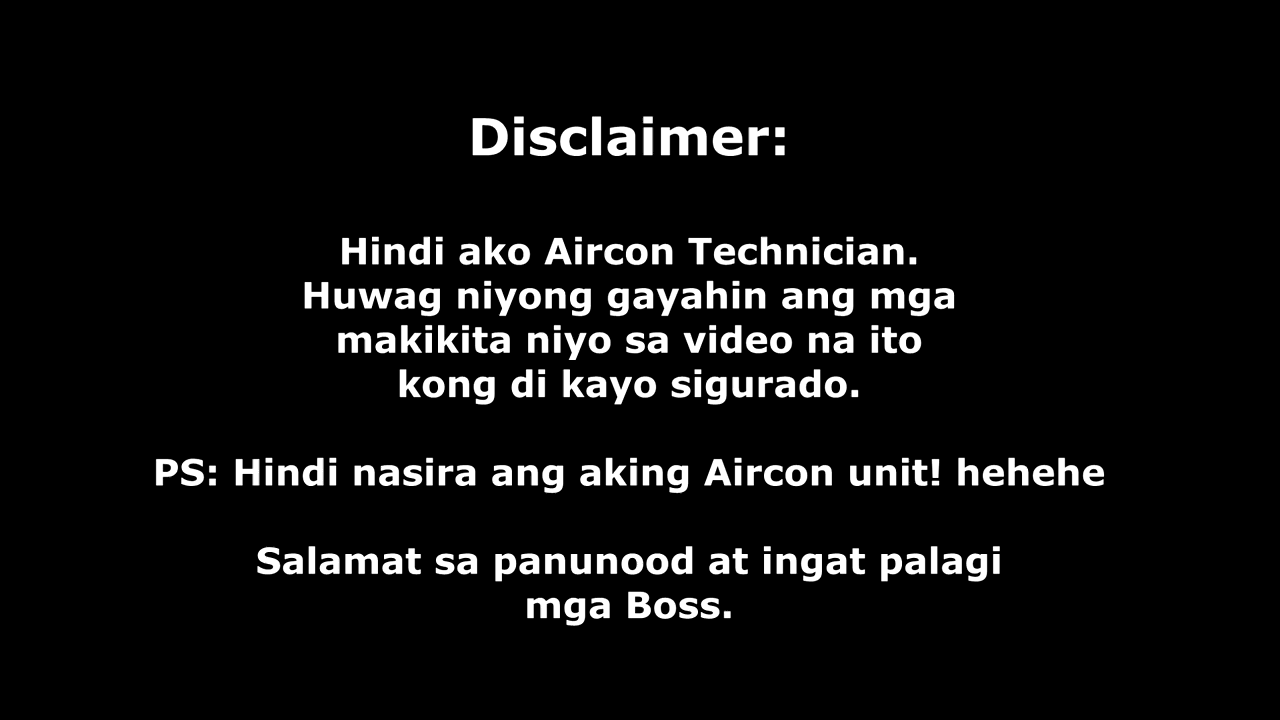 Disclaimer:
Hindi ako Aircon Technician.
Huwag niyong gayahin ang mga
makikita niyo sa video na ito
kong di kayo sigurado.
PS: Hindi nasira ang aking Aircon unit! hehehe
Salamat sa panunood at ingat palagi
mga Boss.